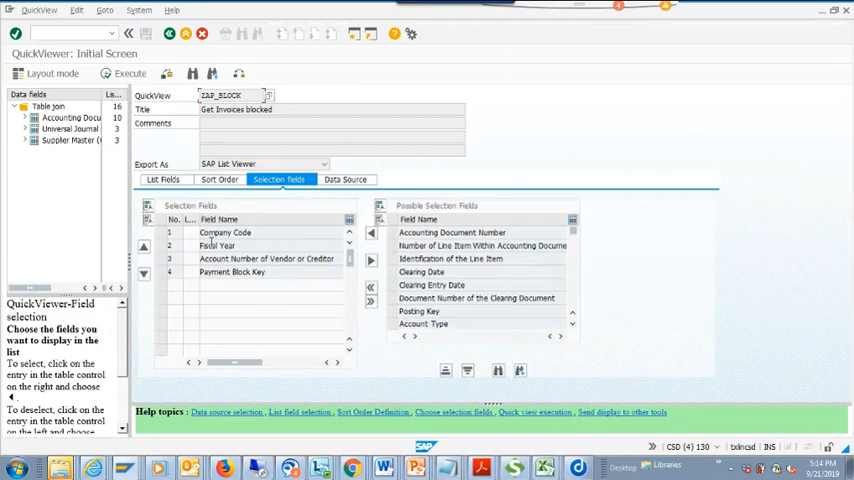 QuickView Edit Goto System Help
QuickViewer: Initial Screen
Layout mode Execute
Data fields Lis...
Table join 16
Accounting Docu 10
Universal Journal 3
Supplier Master ( 3
QuickView ZAP_BLOCK
Title Get Invoices blocked
Comments
Export As SAP List Viewer
List Fields Sort Order Selection fields Data Source
Selection Fields
No. L... Field Name
1 Company Code
2 Fiscal Year
3 Account Number of Vendor or Creditor
4 Payment Block Key
Possible Selection Fields
Field Name
Accounting Document Number
Number of Line Item Within Accounting Docume
Identification of the Line Item
Clearing Date
Clearing Entry Date
Document Number of the Clearing Document
Posting Key
Account Type
QuickViewer-Field
selection
Choose the fields you
want to display in the
list
To select, click on the
entry in the table control
on the right and choose
.
To deselect, click on the
entry in the table control
on the left and choose
Help topics : Data source selection , List field selection , Sort Order Definition , Choose selection fields , Quick view execution , Send display to other tools
SAP
CSD (4) 130 txlncsd INS
Desktop Libraries
5:14 PM
9/21/2019